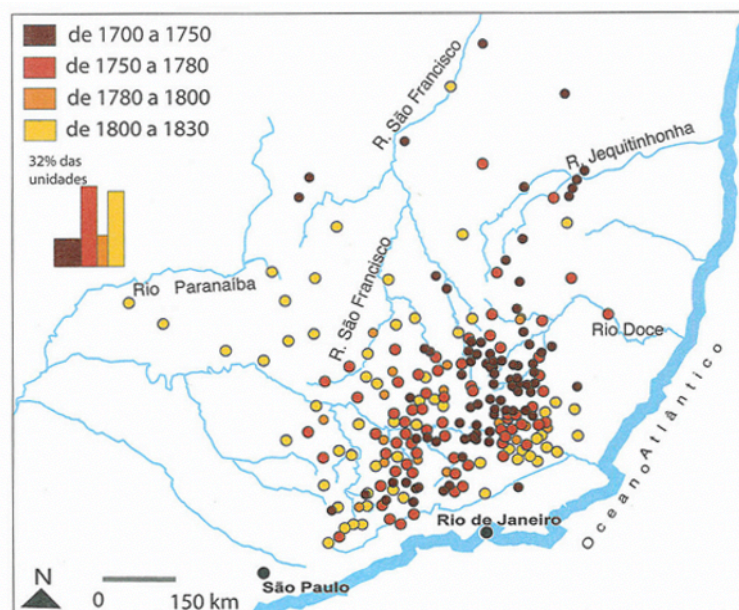 de 1700 a 1750
de 1750 a 1780
de 1780 a 1800
de 1800 a 1830
32% das
unidades
R. São Francisco
R. Jequitinhonha
Rio Paranaíba
R. São Francisco
Rio Doce
Oceano Atlântico
Rio de Janeiro
São Paulo
N
0 150 km